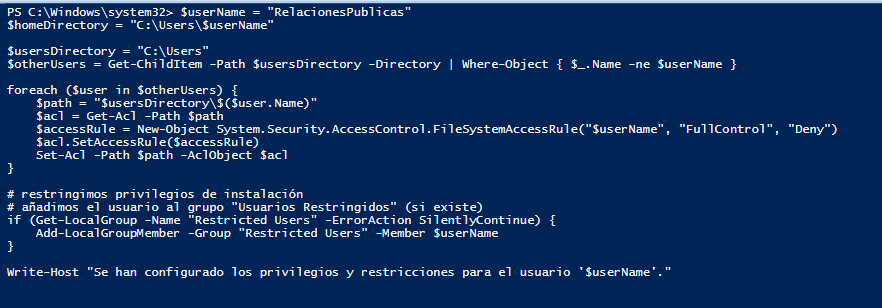 PS C:\Windows\system32> $userName = "RelacionesPublicas"
$homeDirectory = "C:\Users\$userName"
$usersDirectory = "C:\Users"
$otherUsers = Get-ChildItem -Path $usersDirectory -Directory | Where-Object { $_.Name -ne $userName }
foreach ($user in $otherUsers) {
    $path = "$usersDirectory\$($user.Name)"
    $acl = Get-Acl -Path $path
    $accessRule = New-Object System.Security.AccessControl.FileSystemAccessRule("$userName", "FullControl", "Deny")
    $acl.SetAccessRule($accessRule)
    Set-Acl -Path $path -AclObject $acl
}
# restringimos privilegios de instalación
# añadimos el usuario al grupo "Usuarios Restringidos" (si existe)
if (Get-LocalGroup -Name "Restricted Users" -ErrorAction SilentlyContinue) {
    Add-LocalGroupMember -Group "Restricted Users" -Member $userName
}
Write-Host "Se han configurado los privilegios y restricciones para el usuario '$userName'."